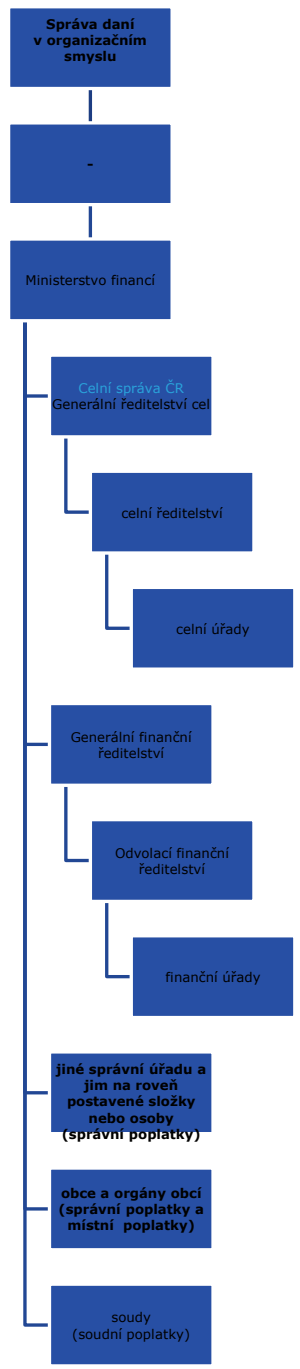 Správa daní
v organizačním
smyslu
-
Ministerstvo financí
Celní správa ČR
Generální ředitelství cel
celní ředitelství
celní úřady
Generální finanční
ředitelství
Odvolací finanční
ředitelství
finanční úřady
jiné správní úřadu a
jim na roveň
postavené složky
nebo osoby
(správní poplatky)
obce a orgány obcí
(správní poplatky a
místní  poplatky)
soudy
(soudní poplatky)